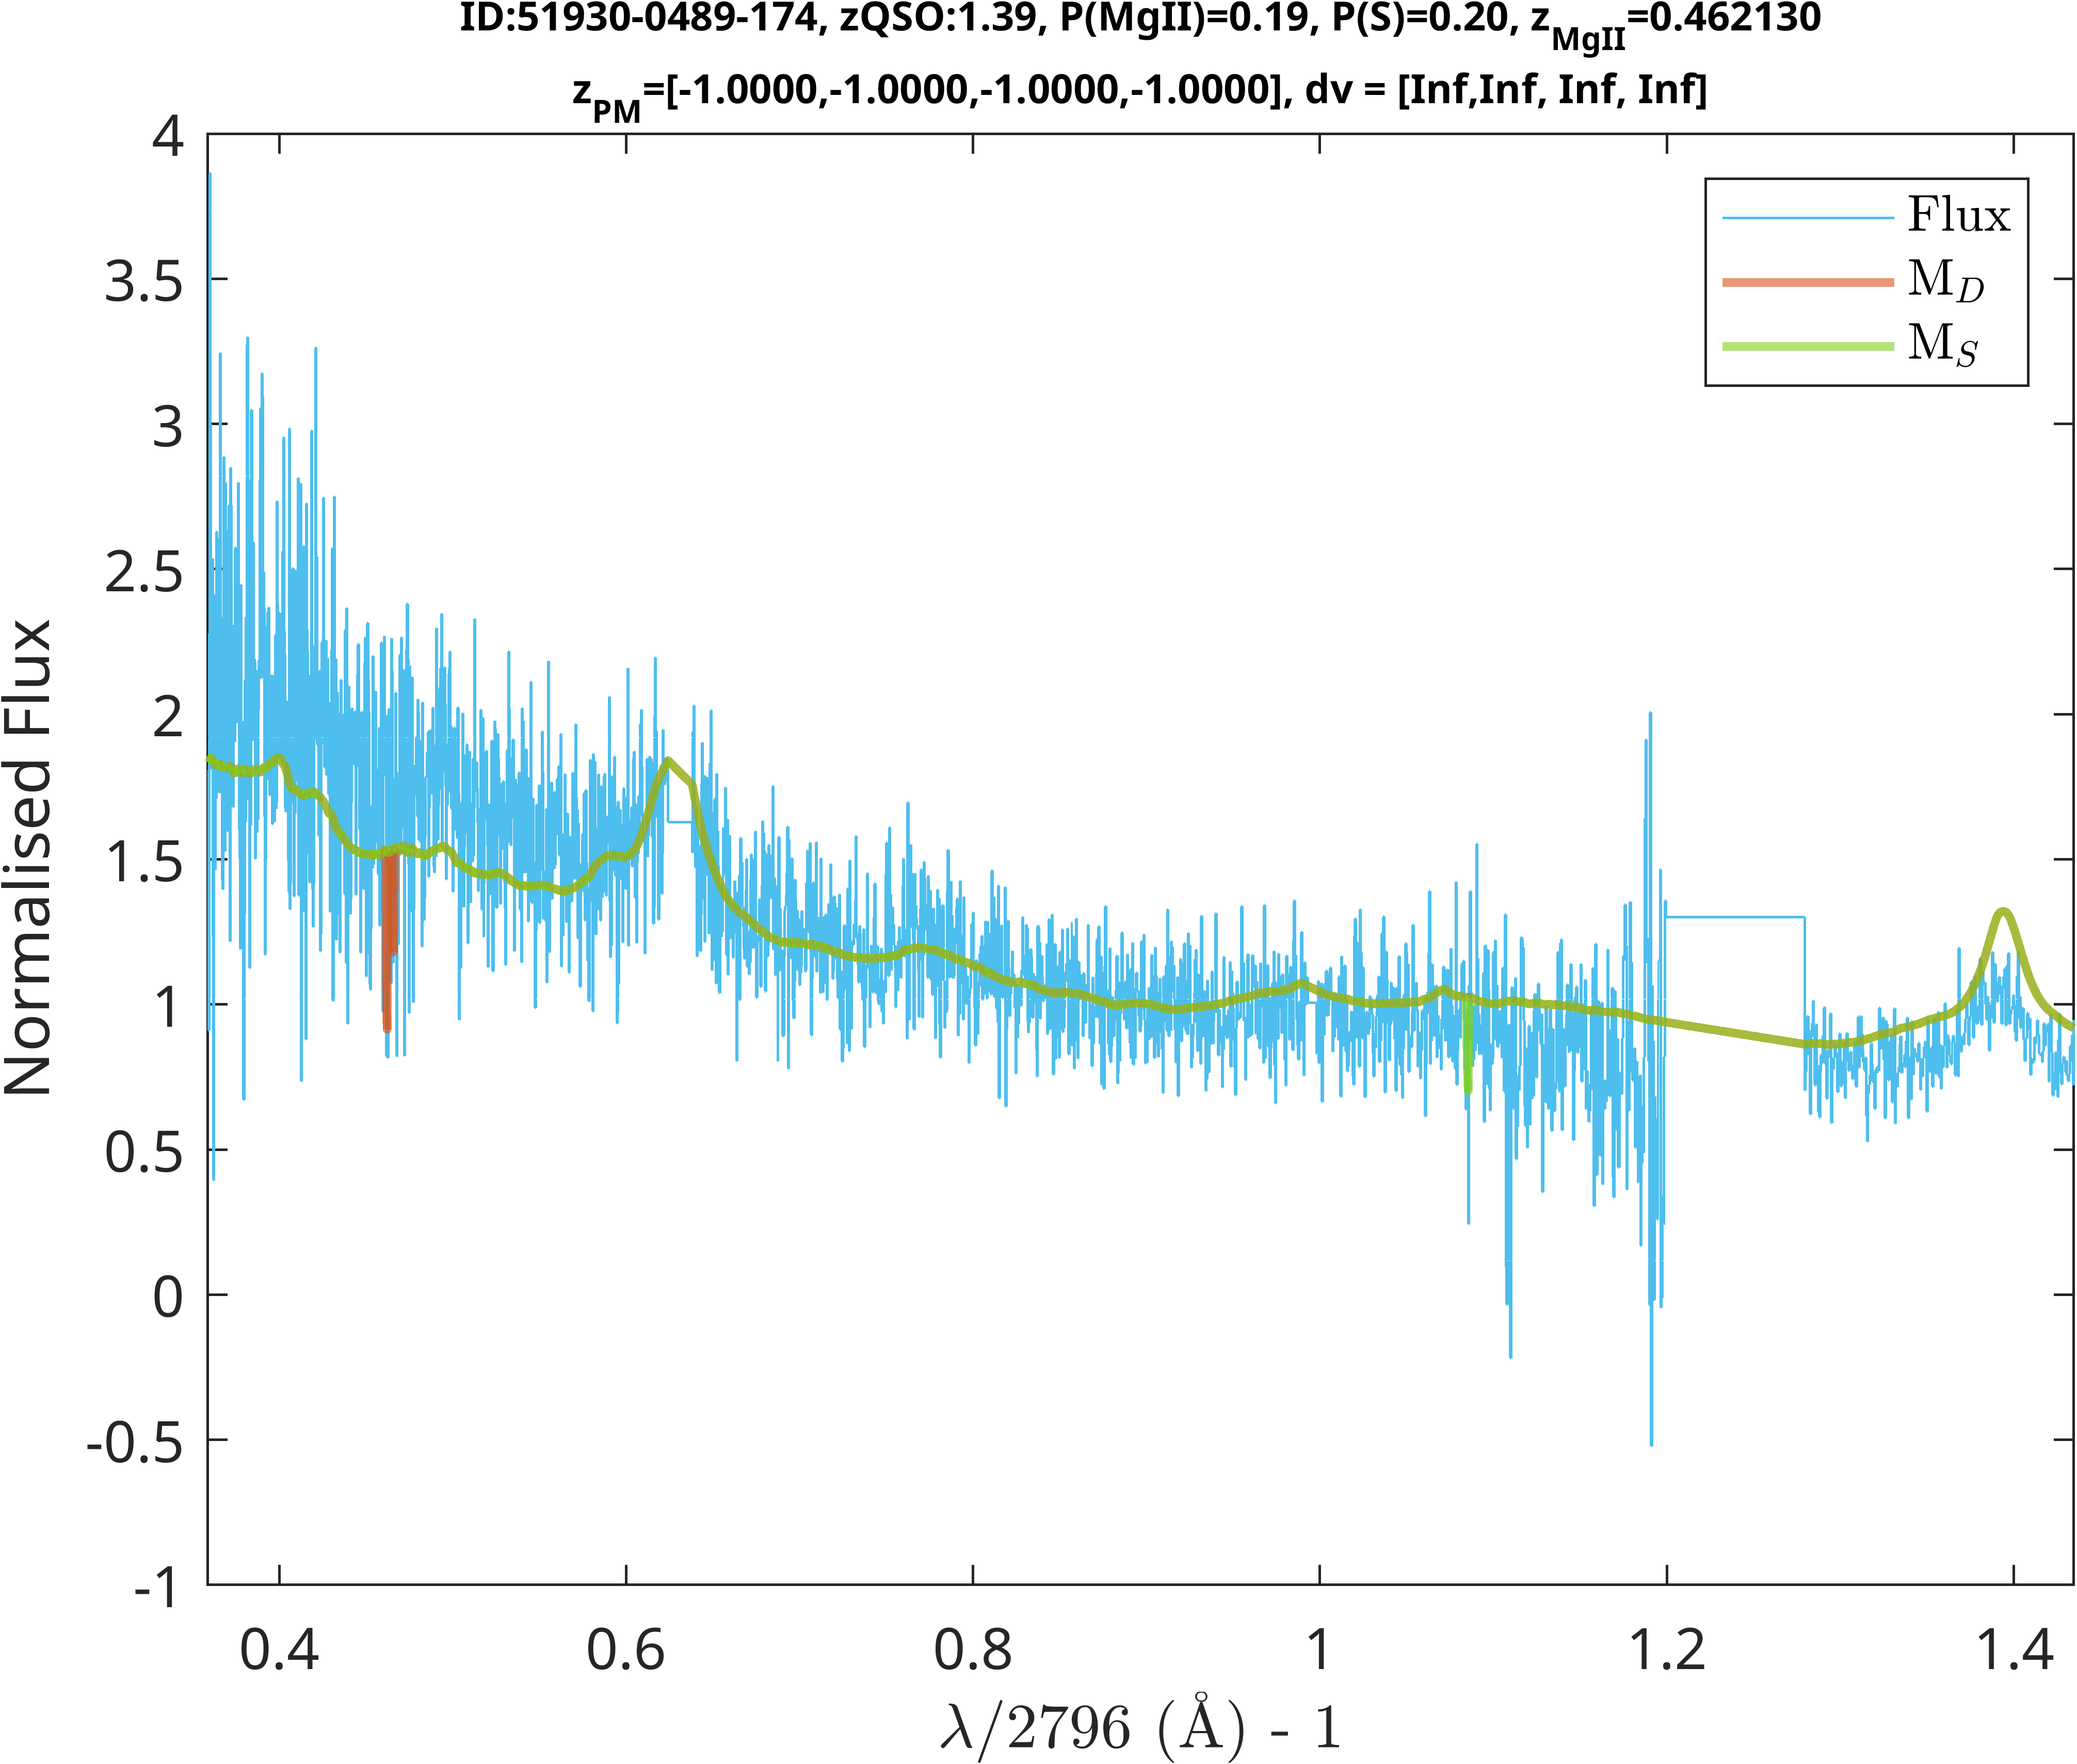 ID:51930-0489-174, zQSO:1.39, P(MgII)=0.19, P(S)=0.20, zMgII=0.462130
zPM=[-1.0000,-1.0000,-1.0000,-1.0000], dv = [Inf,Inf, Inf, Inf]
4
3.5
3
2.5
2
1.5
1
0.5
0
-0.5
-1
Normalised Flux
Flux
MD
MS
0.4 0.6 0.8 1 1.2 1.4
λ/2796 (Å) - 1